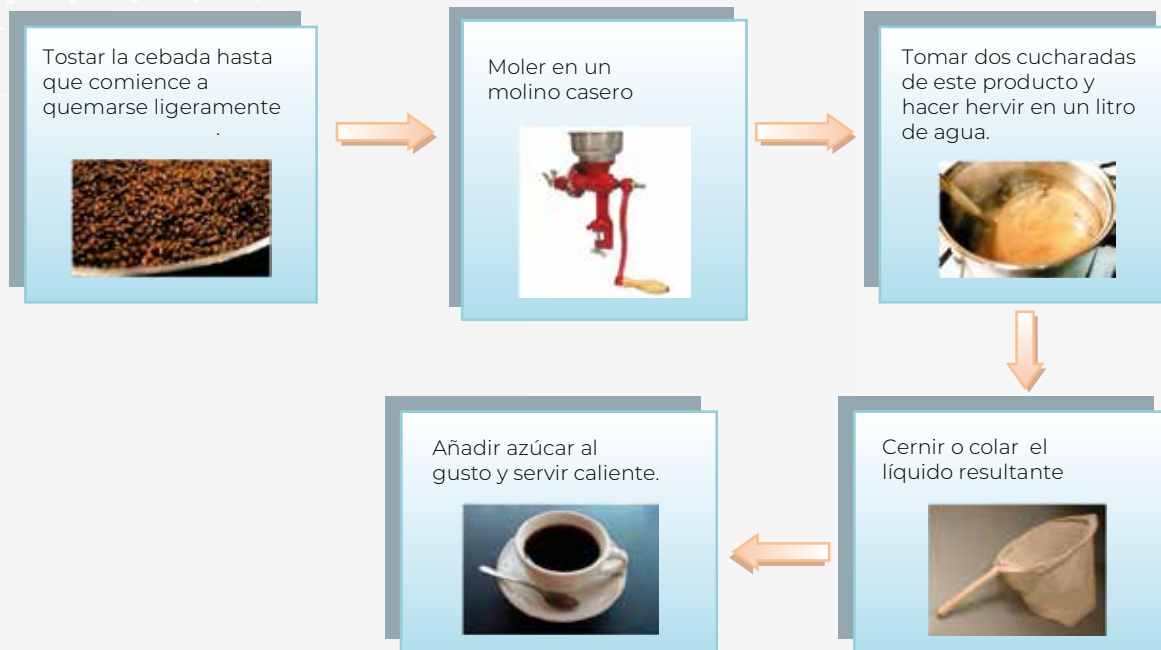 Tostar la cebada hasta
que comience a
quemarse ligeramente
.
Moler en un
molino casero
Tomar dos cucharadas
de este producto y
hacer hervir en un litro
de agua.
Cernir o colar el
líquido resultante
Añadir azúcar al
gusto y servir caliente.